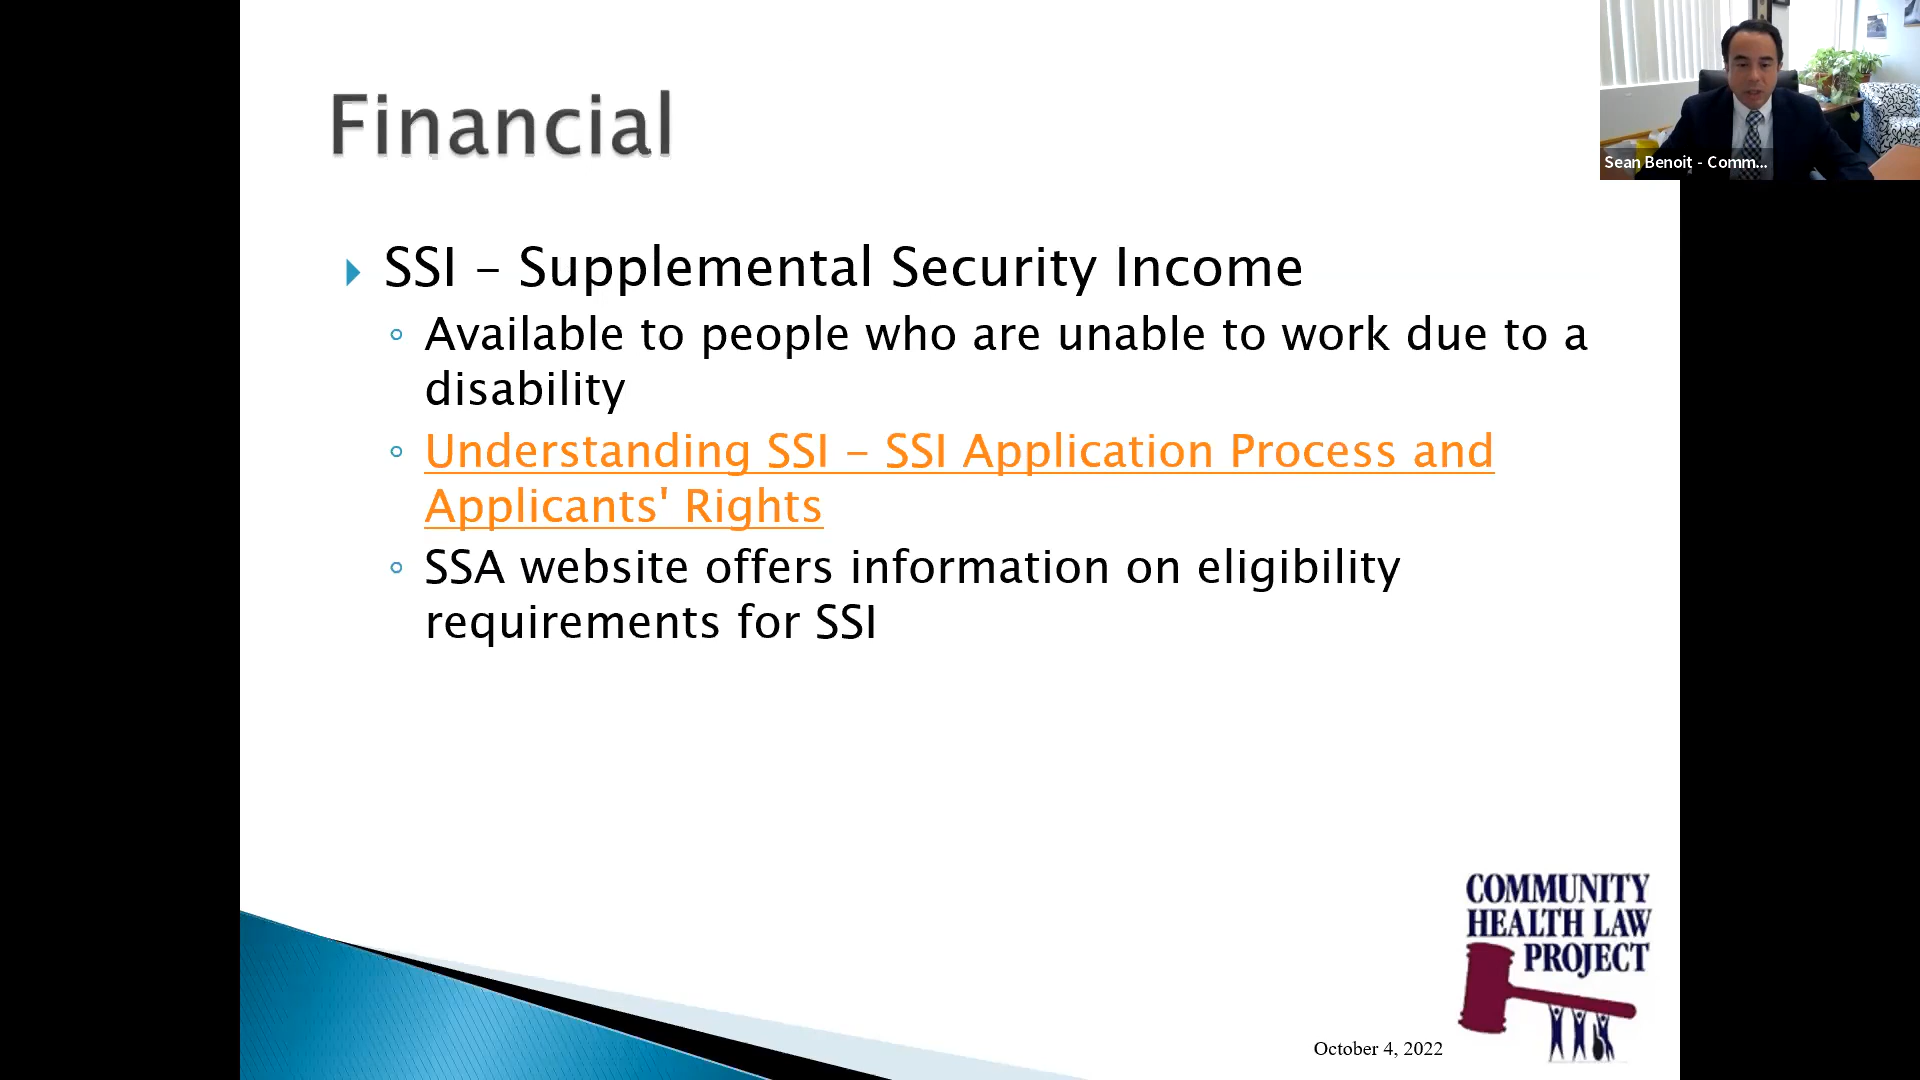 Financial
SSI – Supplemental Security Income
Available to people who are unable to work due to a
disability
Understanding SSI – SSI Application Process and
Applicants' Rights
SSA website offers information on eligibility
requirements for SSI
Sean Benoit - Comm...
COMMUNITY
HEALTH LAW
PROJECT
October 4, 2022